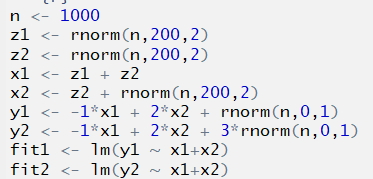 n <- 1000
z1 <- rnorm(n,200,2)
z2 <- rnorm(n,200,2)
x1 <- z1 + z2
x2 <- z2 + rnorm(n,200,2)
y1 <- -1*x1 + 2*x2 + rnorm(n,0,1)
y2 <- -1*x1 + 2*x2 + 3*rnorm(n,0,1)
fit1 <- lm(y1 ~ x1+x2)
fit2 <- lm(y2 ~ x1+x2)